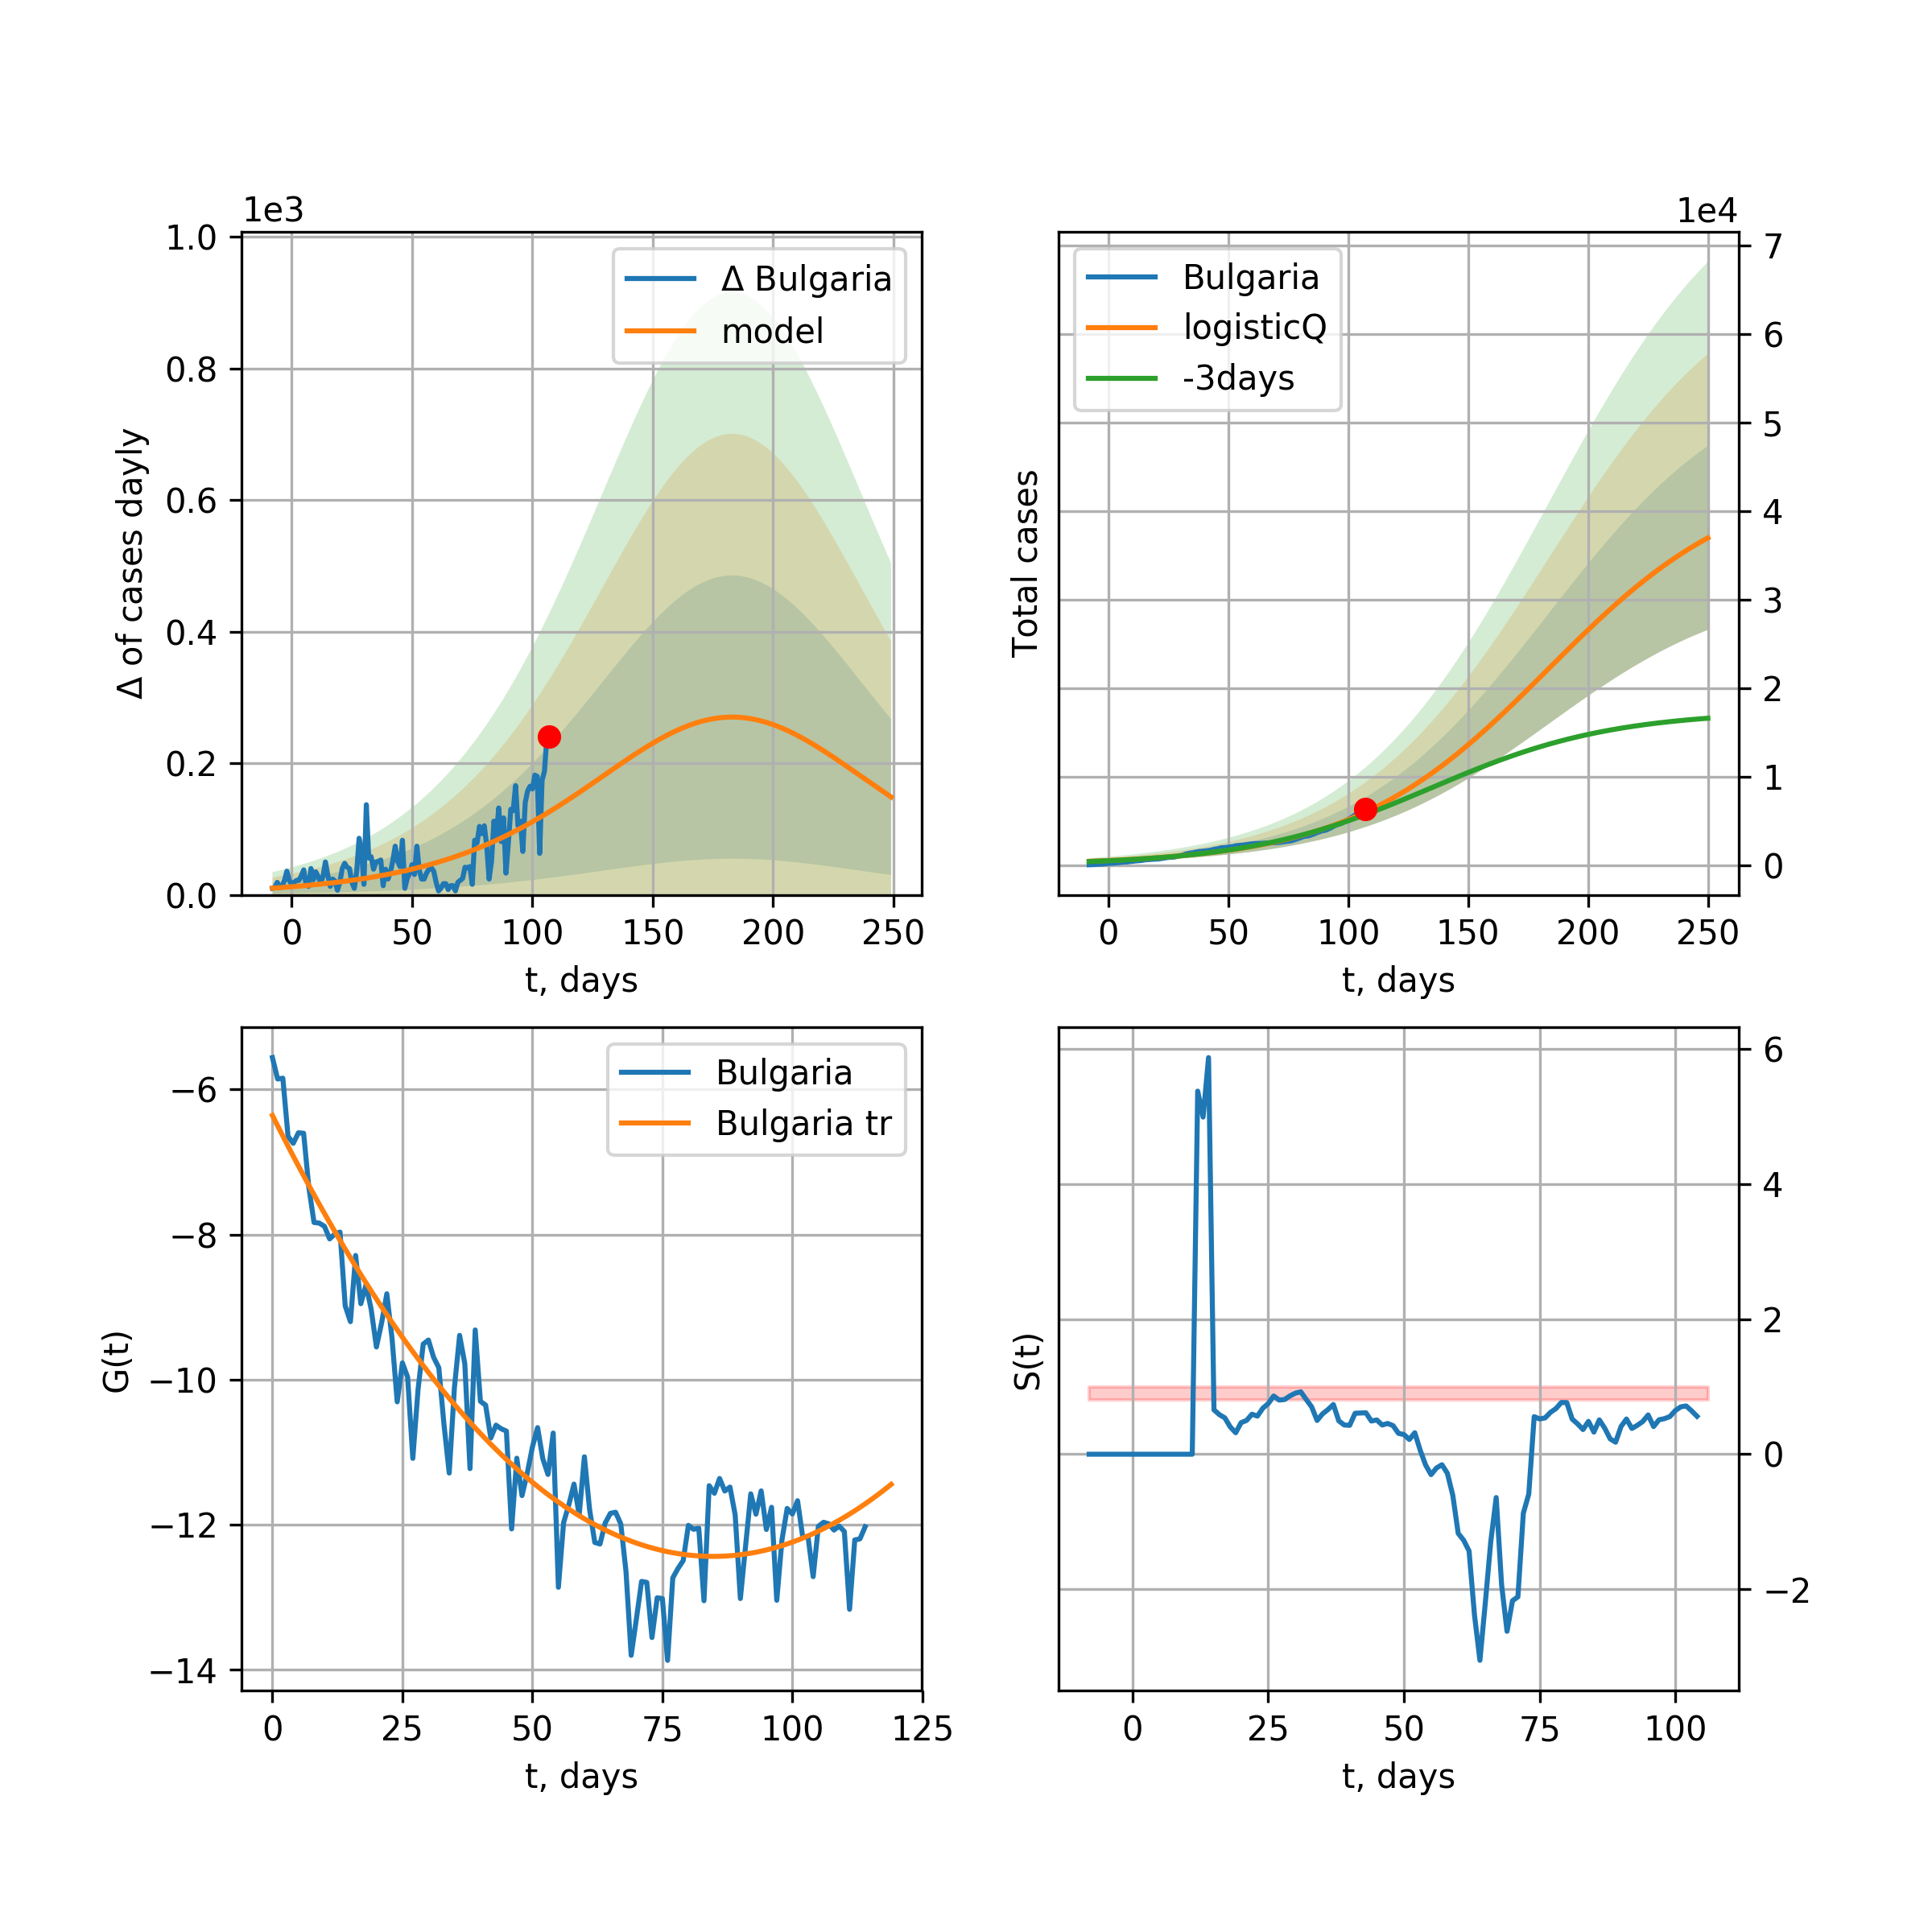 1e3
1.0
0.8
0.6
0.4
0.2
0.0
Δ of cases dayly
Δ Bulgaria
model
0 50 100 150 200 250
t, days
1e4
7
6
5
4
3
2
1
0
Total cases
Bulgaria
logisticQ
-3days
0 50 100 150 200 250
t, days
−6
−8
−10
−12
−14
G(t)
Bulgaria
Bulgaria tr
0 25 50 75 100 125
t, days
6
4
2
0
−2
S(t)
0 25 50 75 100
t, days